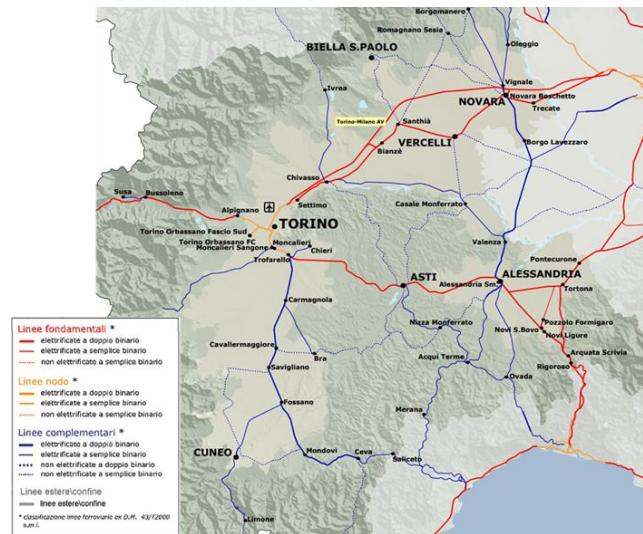 Borgomanero
Romagnano Sesia
Oleggio
BIELLA S.PAOLO
Ivrea
Vignale
NOVARA
Novara Boschetto
Trecate
Torino-Milano AV
Santhià
VERCELLI
Bianzè
Borgo Lavezzaro
Chivasso
Susa
Bussoleno
Alpignano
Settimo
Casale Monferrato
TORINO
Torino Orbassano Fascio Sud
Torino Orbassano FC
Moncalieri
Moncalieri Sangone
Chieri
Trofarello
Valenza
Pontecurone
ASTI
ALESSANDRIA
Alessandria Sm.
Tortona
Carmagnola
Nizza Monferrato
Novi S.Bovo
Pozzolo Formigaro
Novi Ligure
Cavallermaggiore
Bra
Acqui Terme
Arquata Scrivia
Rigoroso
Savigliano
Ovada
Fossano
Merana
CUNEO
Mondovì
Ceva
Saliceto
Limone
Linee fondamentali *
elettrificate a doppio binario
elettrificate a semplice binario
non elettrificate a semplice binario
Linee nodo *
elettrificate a doppio binario
elettrificate a semplice binario
non elettrificate a semplice binario
Linee complementari *
elettrificate a doppio binario
elettrificate a semplice binario
non elettrificate a doppio binario
non elettrificate a semplice binario
Linee estere\confine
linee estere\confine
* classificazione linee ferroviarie ex D.M. 43/T2000
s.m.i.